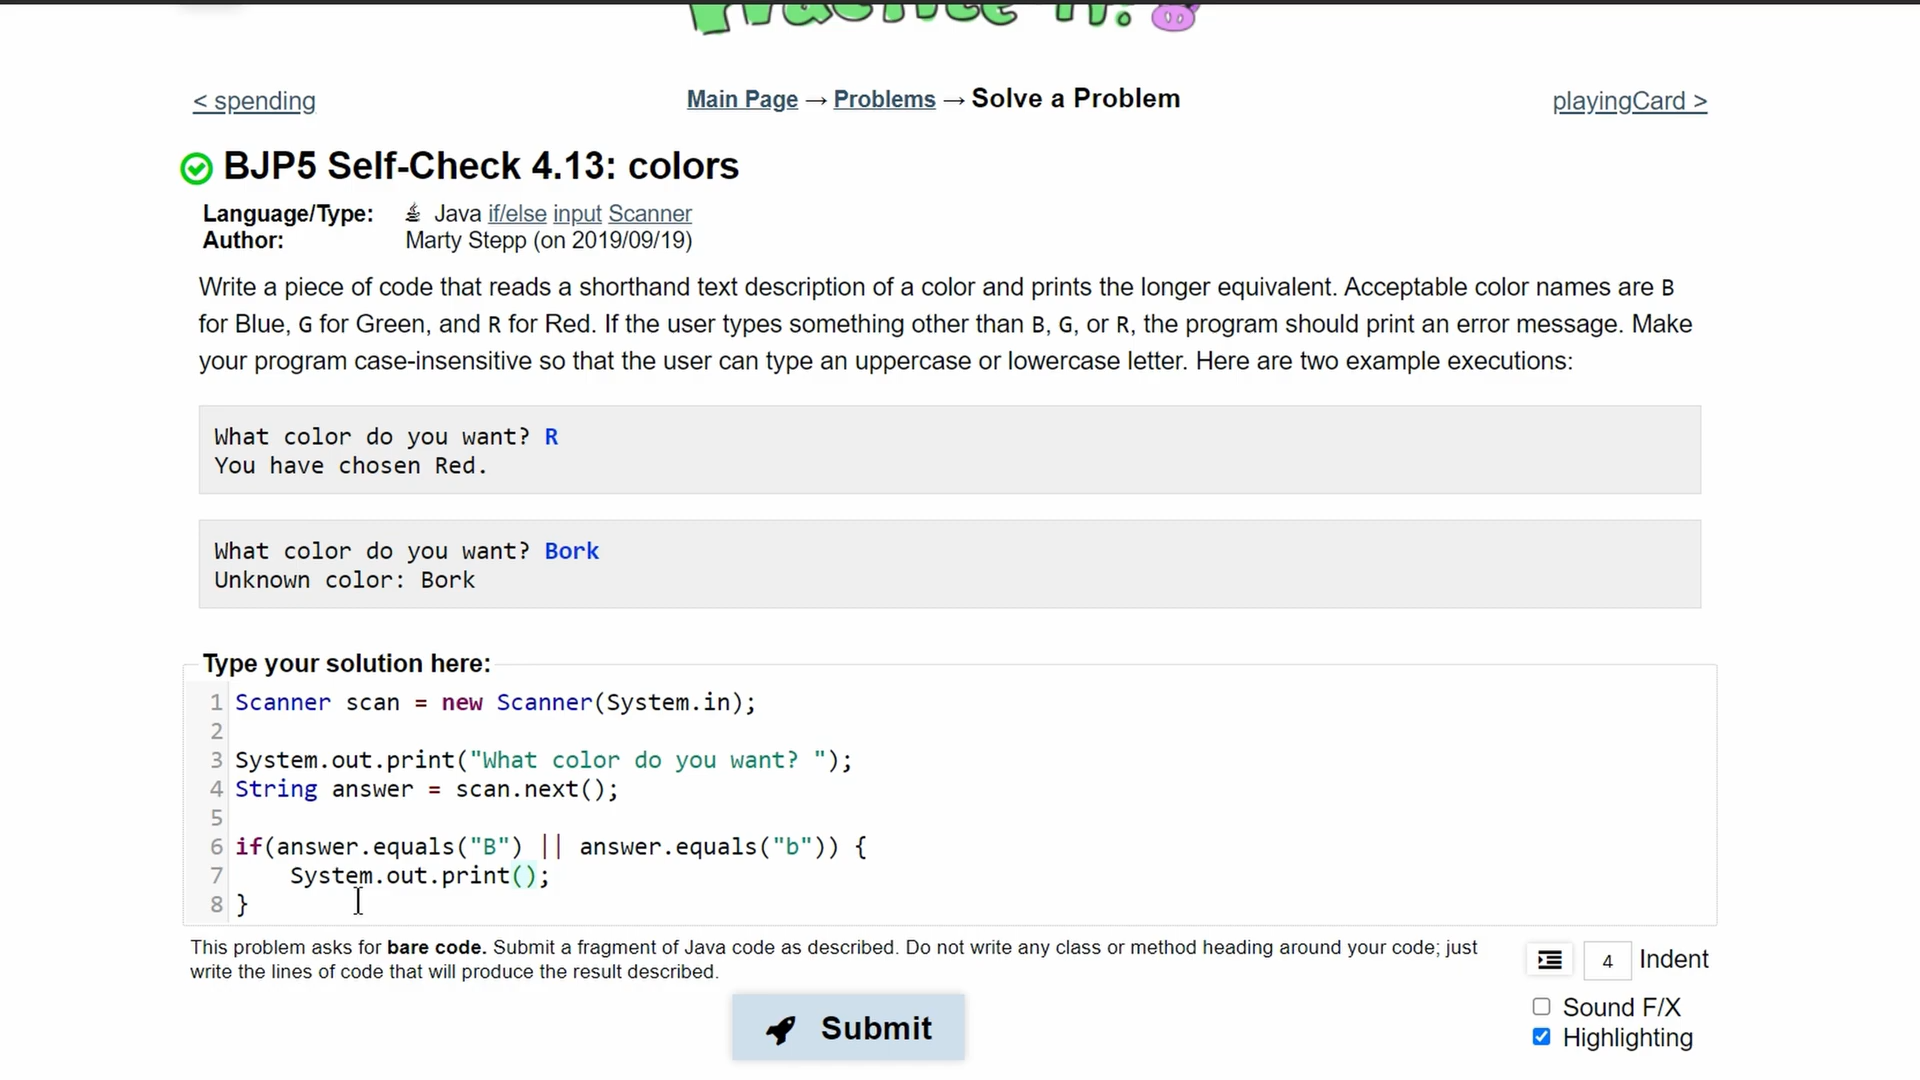 Practice It!
< spending
Main Page → Problems → Solve a Problem
playingCard >
BJP5 Self-Check 4.13: colors
Language/Type: Java if/else input Scanner
Author: Marty Stepp (on 2019/09/19)
Write a piece of code that reads a shorthand text description of a color and prints the longer equivalent. Acceptable color names are B
for Blue, G for Green, and R for Red. If the user types something other than B, G, or R, the program should print an error message. Make
your program case-insensitive so that the user can type an uppercase or lowercase letter. Here are two example executions:
What color do you want? R
You have chosen Red.
What color do you want? Bork
Unknown color: Bork
Type your solution here:
1 Scanner scan = new Scanner(System.in);
2
3 System.out.print("What color do you want? ");
4 String answer = scan.next();
5
6 if(answer.equals("B") || answer.equals("b")) {
7     System.out.print();
8 }
This problem asks for bare code. Submit a fragment of Java code as described. Do not write any class or method heading around your code; just
write the lines of code that will produce the result described.
4 Indent
Sound F/X
Highlighting
Submit